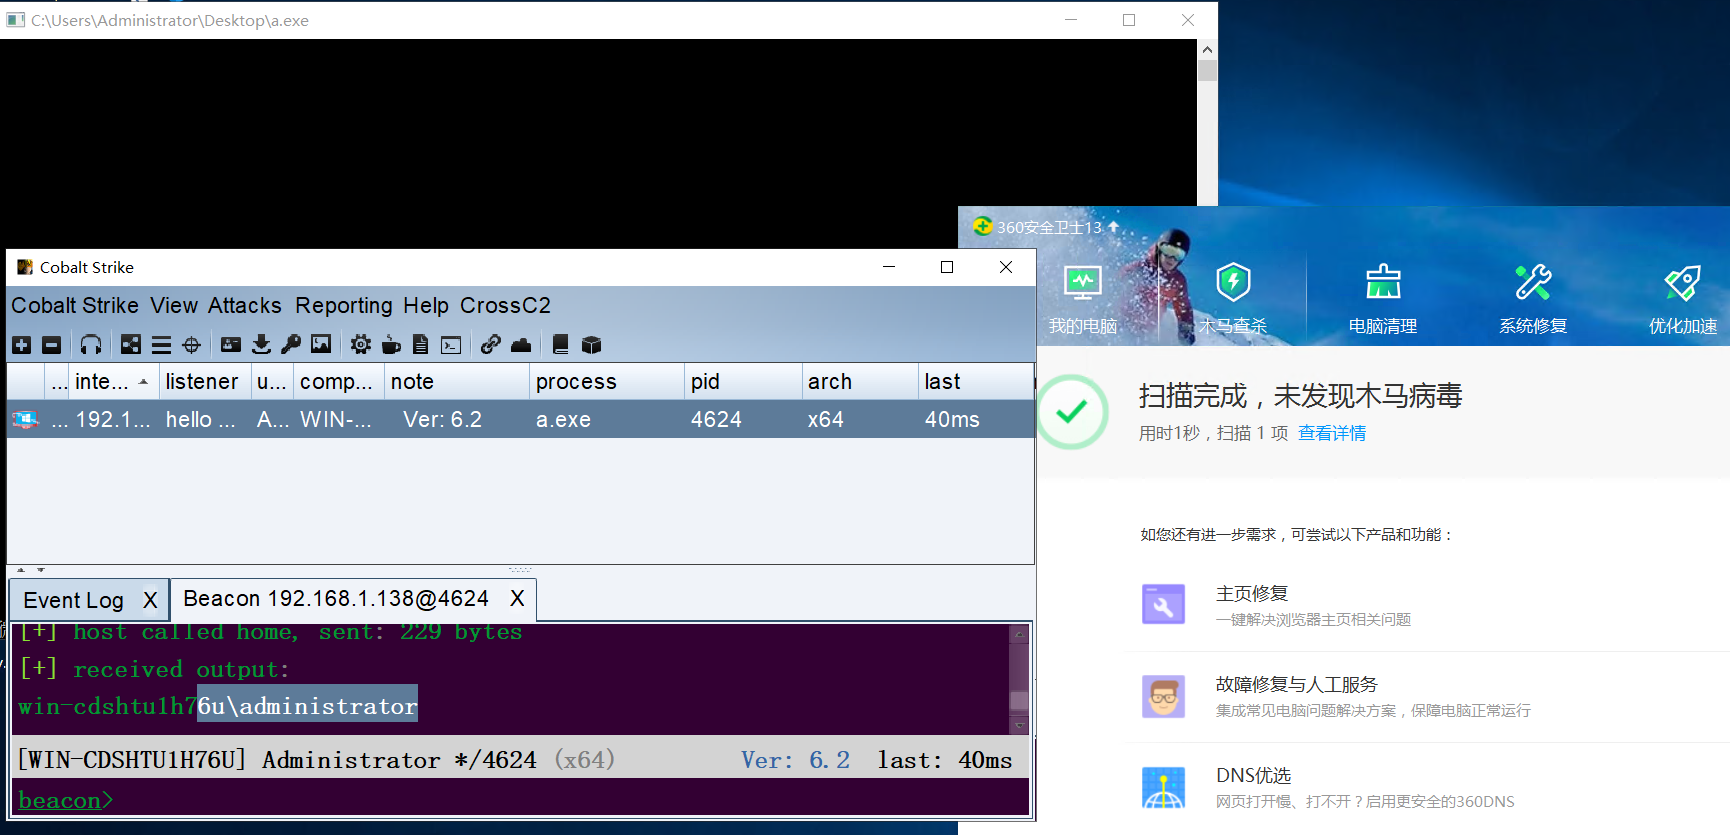 C:\Users\Administrator\Desktop\a.exe
360安全卫士13
我的电脑
木马查杀
电脑清理
系统修复
优化加速
扫描完成，未发现木马病毒
用时1秒，扫描 1 项 查看详情
如您还有进一步需求，可尝试以下产品和功能：
主页修复
一键解决浏览器主页相关问题
故障修复与人工服务
集成常见电脑问题解决方案，保障电脑正常运行
DNS优选
网页打开慢、打不开？启用更安全的360DNS
Cobalt Strike
Cobalt Strike View Attacks Reporting Help CrossC2
... inte... listener u... comp... note process pid arch last
... 192.1... hello ... A... WIN-... Ver: 6.2 a.exe 4624 x64 40ms
Event Log X Beacon 192.168.1.138@4624 X
[+] host called home, sent: 229 bytes
[+] received output:
win-cdshtu1h76u\administrator
[WIN-CDSHTU1H76U] Administrator */4624 (x64) Ver: 6.2 last: 40ms
beacon>